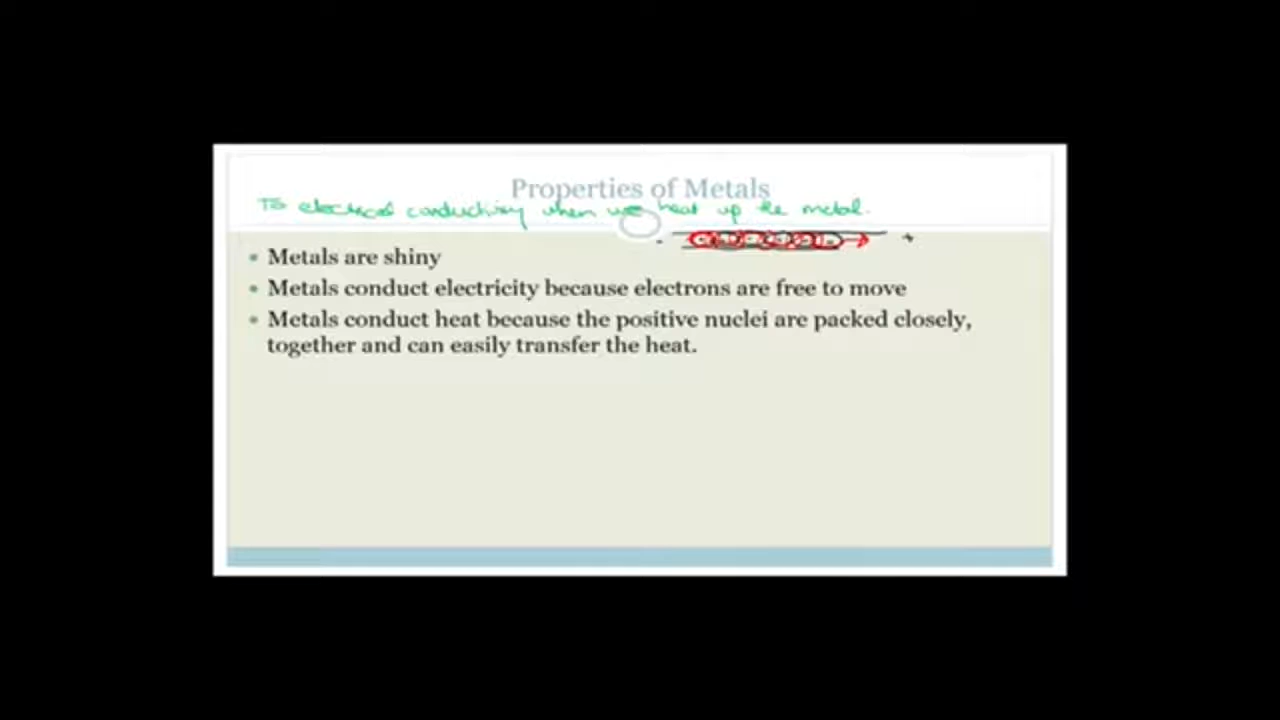 Properties of Metals
To electrical conductivity when we heat up the metal.
- +
Metals are shiny
Metals conduct electricity because electrons are free to move
Metals conduct heat because the positive nuclei are packed closely,
together and can easily transfer the heat.